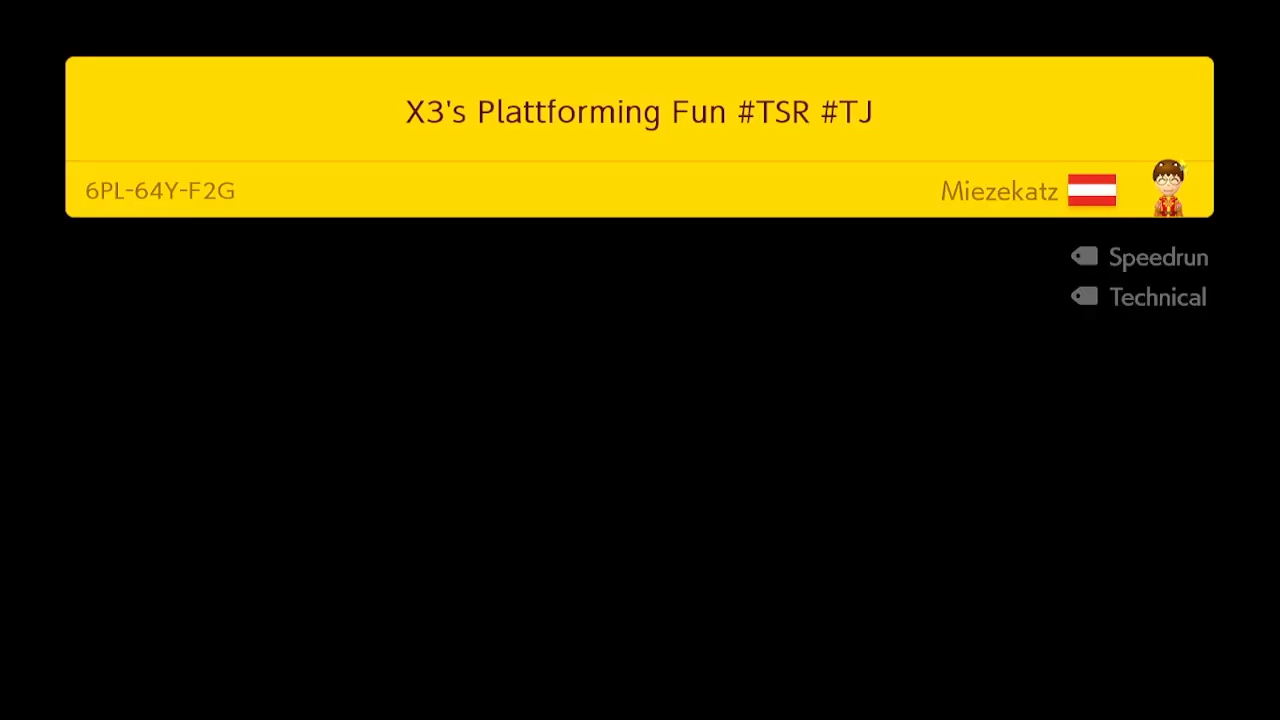 X3's Plattforming Fun #TSR #TJ
6PL-64Y-F2G
Miezekatz
Speedrun
Technical